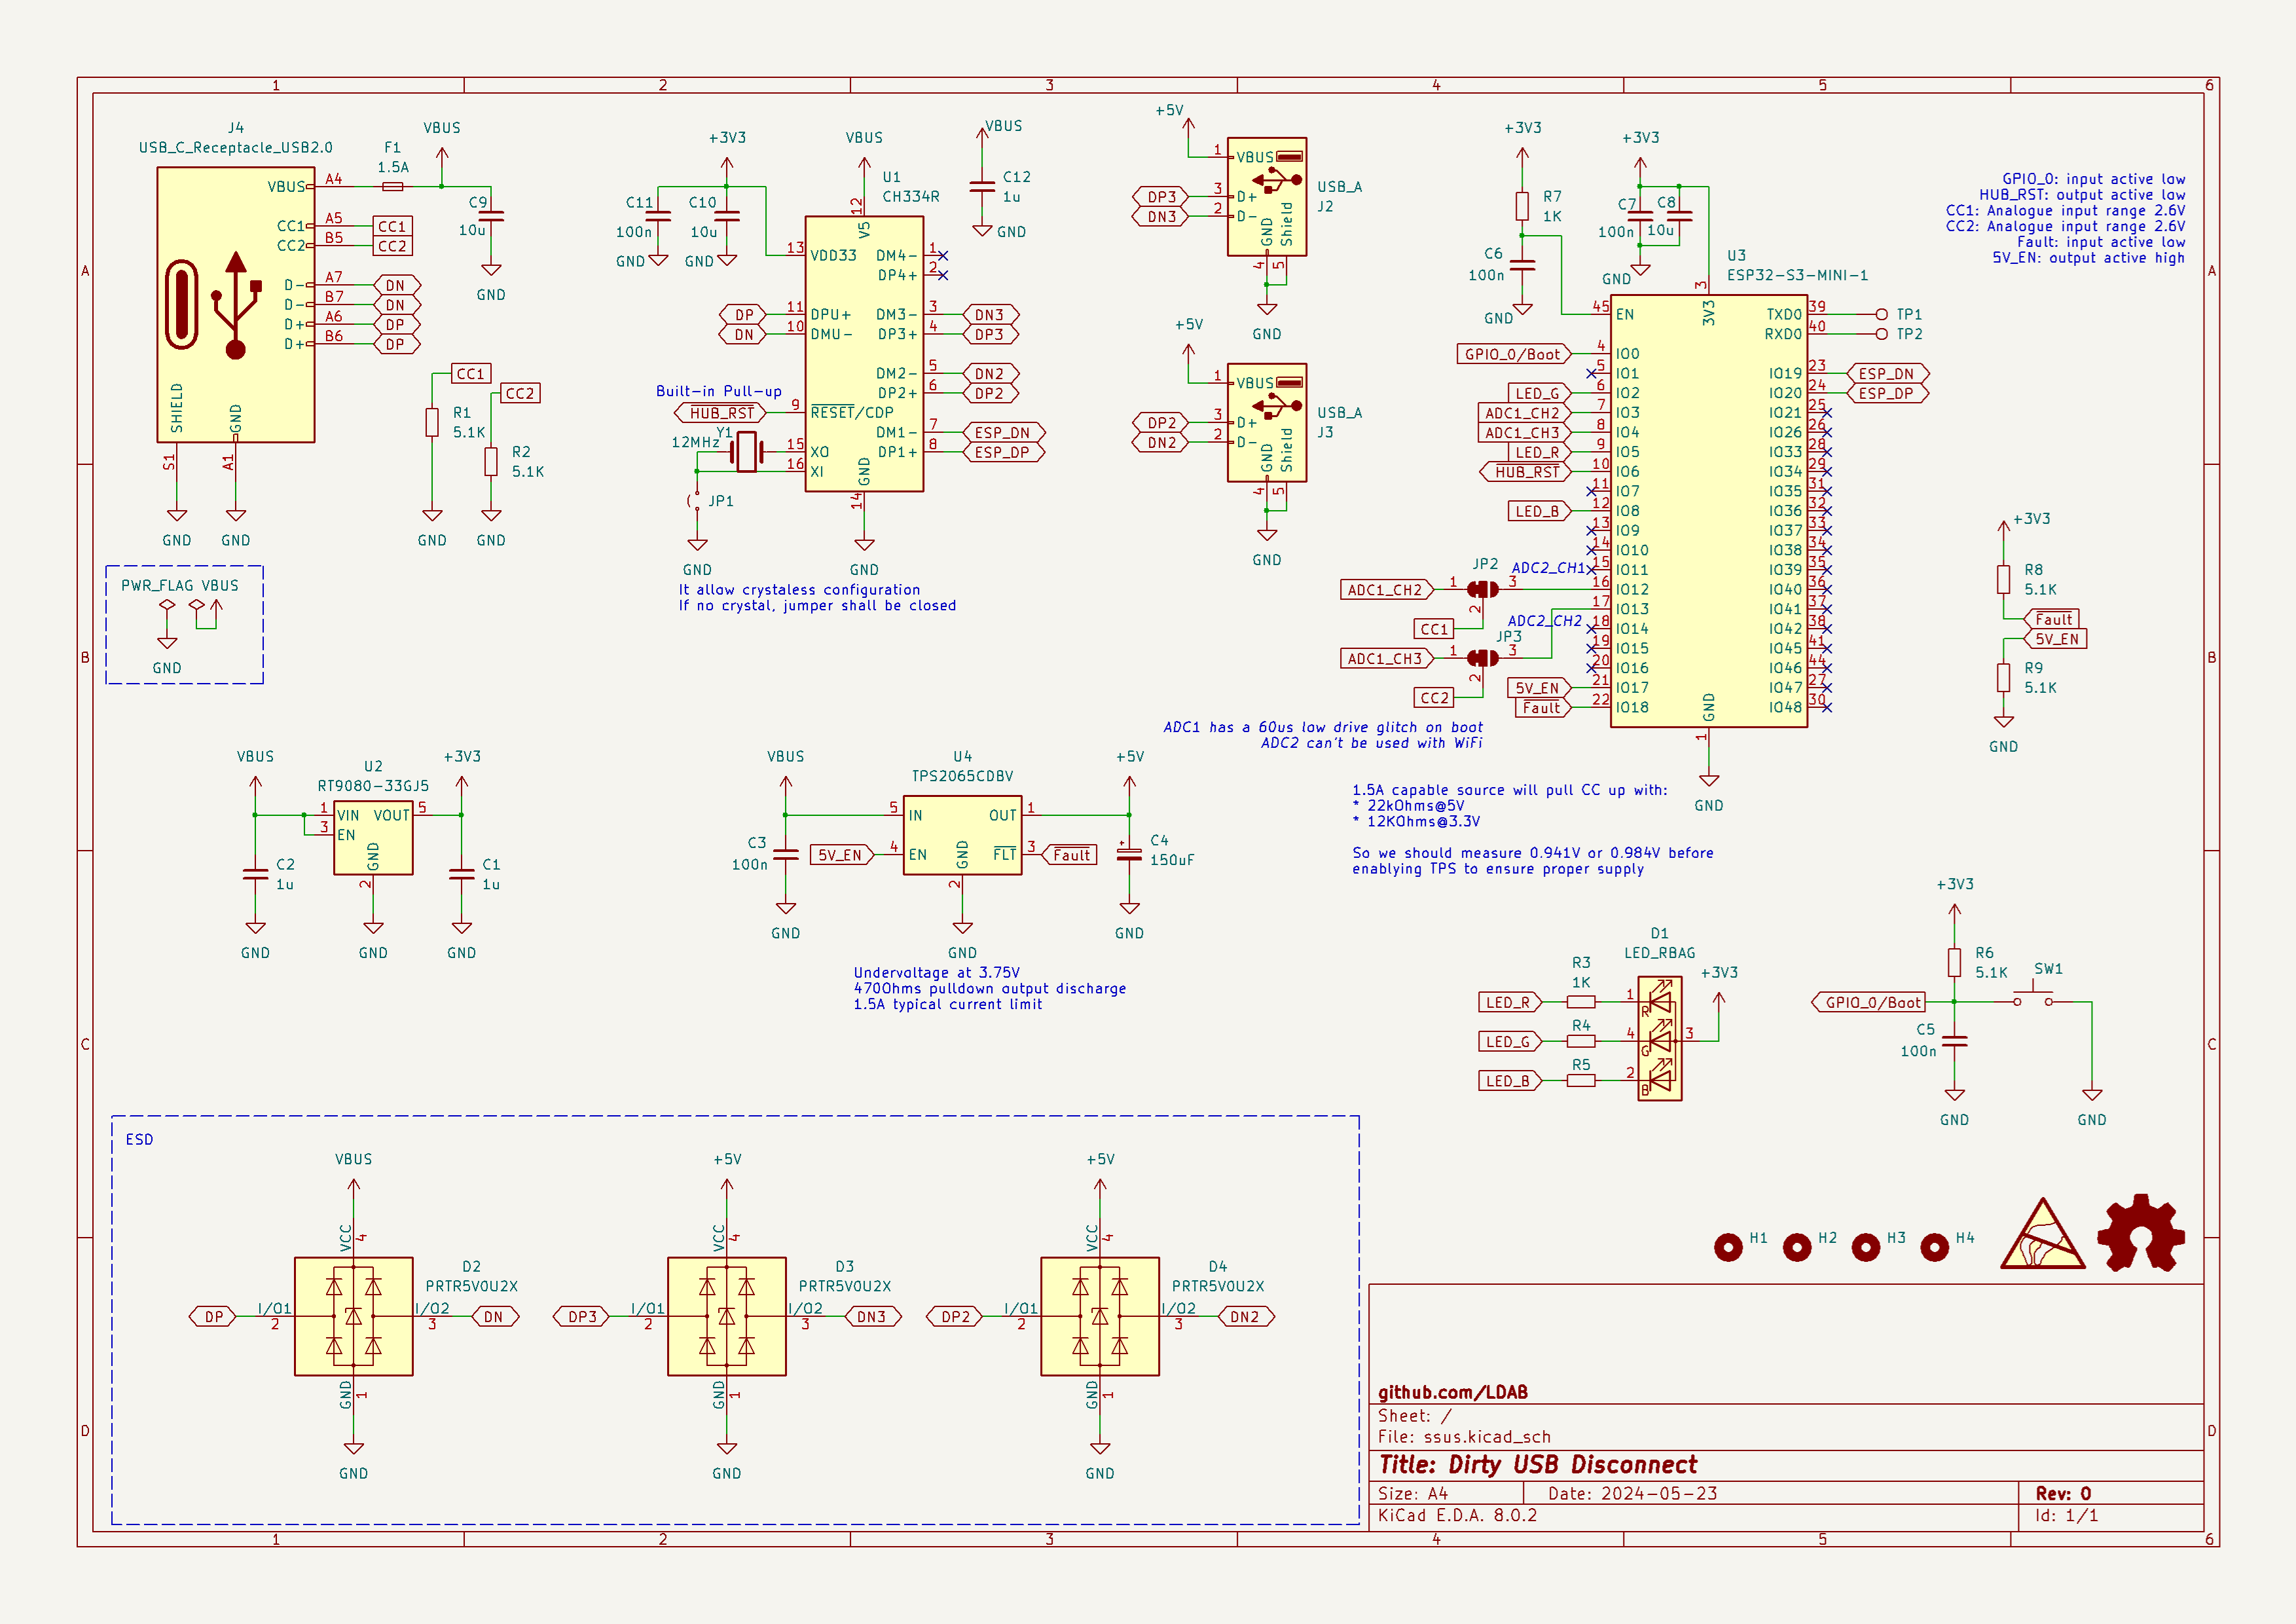 J4
USB_C_Receptacle_USB2.0
VBUS
A4
CC1
A5
CC1
CC2
B5
CC2
D-
A7
DN
D-
B7
DN
D+
A6
DP
D+
B6
DP
SHIELD
GND
S1
A1
GND
GND
F1
1.5A
VBUS
C9
10u
GND
CC1
CC2
R1
5.1K
R2
5.1K
GND
GND
PWR_FLAG VBUS
GND
+3V3
C11
100n
C10
10u
GND
GND
VBUS
U1
CH334R
12
V5
13
VDD33
DP
11
DPU+
DN
10
DMU-
Built-in Pull-up
HUB_RST
9
RESET/CDP
Y1
12MHz
15
XO
16
XI
GND
14
GND
JP1
GND
DM4-
1
DP4+
2
DM3-
3
DN3
DP3+
4
DP3
DM2-
5
DN2
DP2+
6
DP2
DM1-
7
ESP_DN
DP1+
8
ESP_DP
It allow crystaless configuration
If no crystal, jumper shall be closed
VBUS
C12
1u
GND
+5V
1
VBUS
DP3
3
D+
DN3
2
D-
GND
Shield
4
5
USB_A
J2
GND
+5V
1
VBUS
DP2
3
D+
DN2
2
D-
GND
Shield
4
5
USB_A
J3
GND
+3V3
R7
1K
C6
100n
GND
+3V3
C7
100n
C8
10u
GND
GPIO_0: input active low
HUB_RST: output active low
CC1: Analogue input range 2.6V
CC2: Analogue input range 2.6V
Fault: input active low
5V_EN: output active high
U3
ESP32-S3-MINI-1
3
3V3
45
EN
GPIO_0/Boot
4
IO0
5
IO1
LED_G
6
IO2
ADC1_CH2
7
IO3
ADC1_CH3
8
IO4
LED_R
9
IO5
HUB_RST
10
IO6
11
IO7
LED_B
12
IO8
13
IO9
14
IO10
15
IO11
16
IO12
17
IO13
18
IO14
19
IO15
20
IO16
5V_EN
21
IO17
Fault
22
IO18
TXD0
39
TP1
RXD0
40
TP2
IO19
23
ESP_DN
IO20
24
ESP_DP
IO21
25
IO26
26
IO33
28
IO34
29
IO35
31
IO36
32
IO37
33
IO38
34
IO39
35
IO40
36
IO41
37
IO42
38
IO45
41
IO46
44
IO47
27
IO48
30
GND
1
GND
ADC2_CH1
JP2
ADC1_CH2
1
3
2
CC1
ADC2_CH2
JP3
ADC1_CH3
1
3
2
CC2
ADC1 has a 60us low drive glitch on boot
ADC2 can't be used with WiFi
+3V3
R8
5.1K
Fault
5V_EN
R9
5.1K
GND
VBUS
U2
RT9080-33GJ5
+3V3
1
VIN
VOUT
5
3
EN
GND
2
C2
1u
C1
1u
GND
GND
GND
VBUS
U4
TPS2065CDBV
+5V
5
IN
OUT
1
C3
100n
5V_EN
4
EN
GND
FLT
3
Fault
2
C4
150uF
GND
GND
GND
Undervoltage at 3.75V
470Ohms pulldown output discharge
1.5A typical current limit
1.5A capable source will pull CC up with:
* 22kOhms@5V
* 12KOhms@3.3V
So we should measure 0.941V or 0.984V before
enablying TPS to ensure proper supply
D1
LED_RBAG
R3
1K
+3V3
LED_R
1
R
R4
LED_G
4
G
3
R5
LED_B
2
B
+3V3
R6
5.1K
SW1
GPIO_0/Boot
C5
100n
GND
GND
ESD
VBUS
VCC
4
D2
PRTR5V0U2X
DP
I/O1
2
I/O2
3
DN
GND
1
GND
+5V
VCC
4
D3
PRTR5V0U2X
DP3
I/O1
2
I/O2
3
DN3
GND
1
GND
+5V
VCC
4
D4
PRTR5V0U2X
DP2
I/O1
2
I/O2
3
DN2
GND
1
GND
H1
H2
H3
H4
github.com/LDAB
Sheet: /
File: ssus.kicad_sch
Title: Dirty USB Disconnect
Size: A4
Date: 2024-05-23
Rev: 0
KiCad E.D.A. 8.0.2
Id: 1/1
1
2
3
4
5
6
1
2
3
4
5
6
A
B
C
D
A
B
C
D